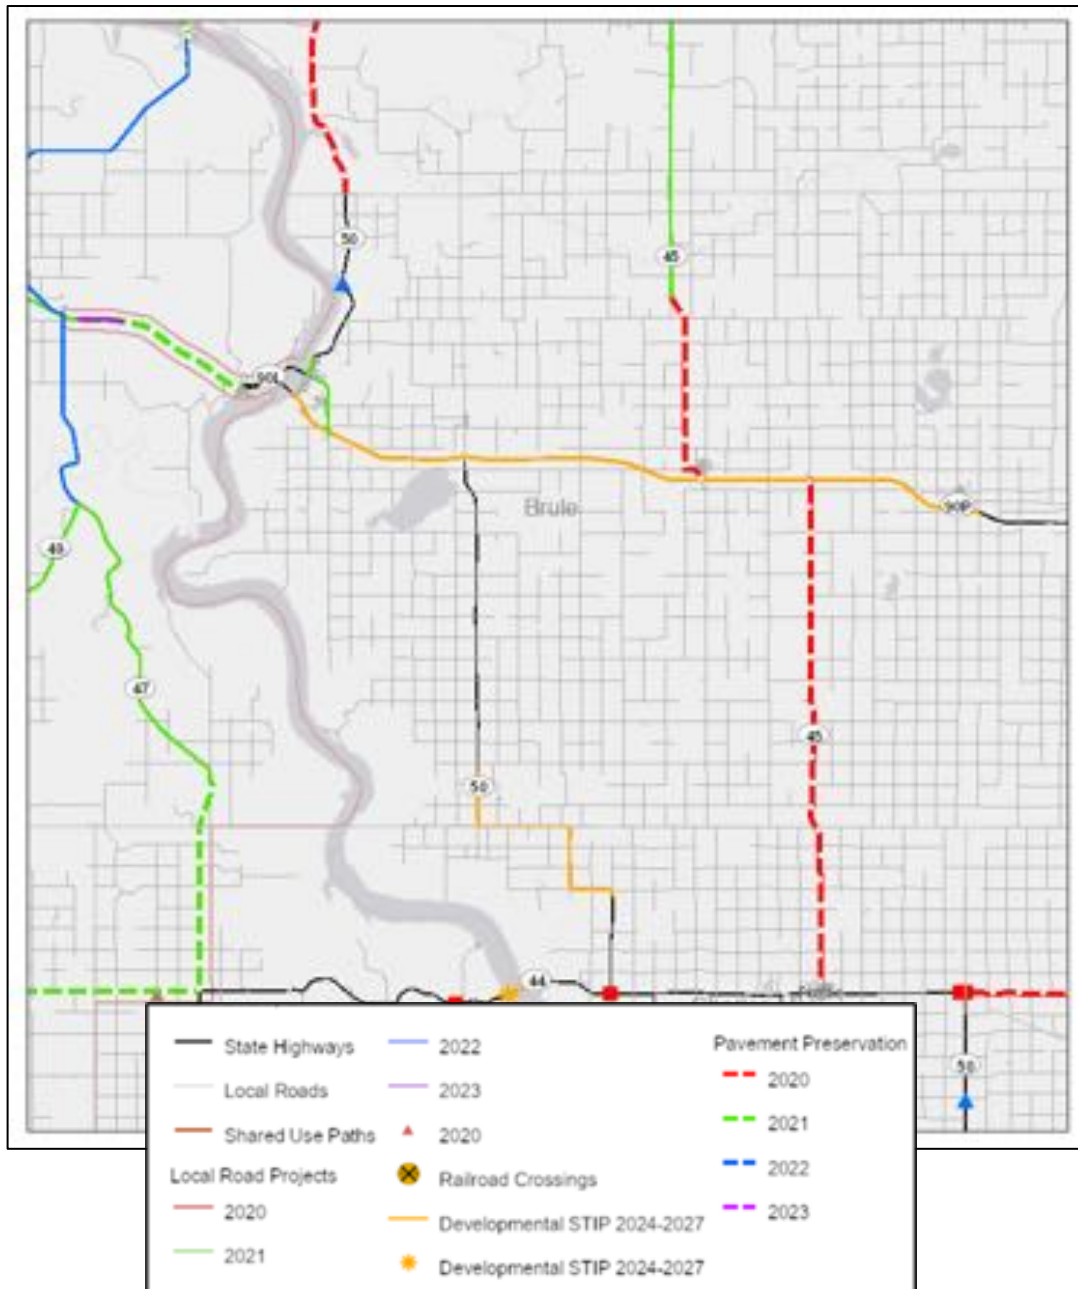 50
45
90L
Brule
90P
49
47
45
50
44
50
State Highways
Local Roads
Shared Use Paths
Local Road Projects
2020
2021
2022
2023
2020
Railroad Crossings
Developmental STIP 2024-2027
Developmental STIP 2024-2027
Pavement Preservation
2020
2021
2022
2023